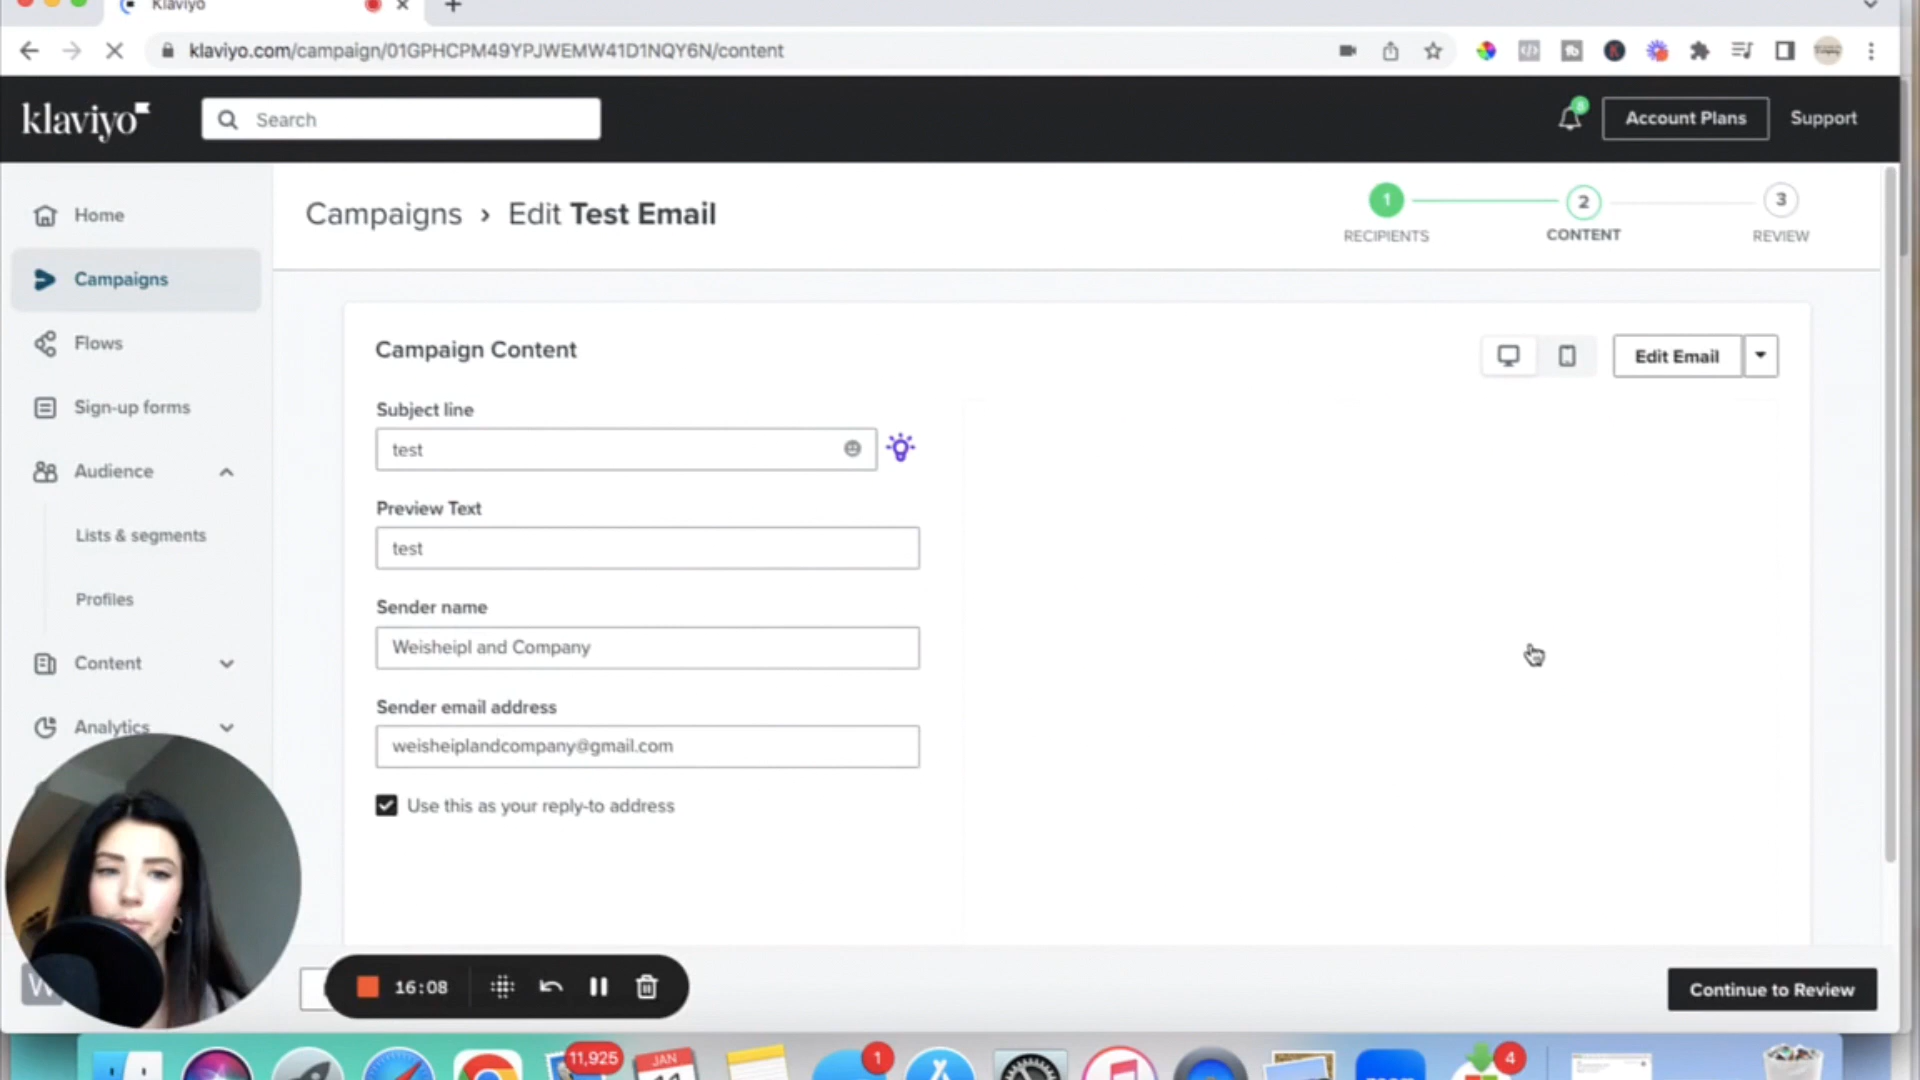 Klaviyo
klaviyo.com/campaign/01GPHCPM49YPJWEMW41D1NQY6N/content
klaviyo
Search
Account Plans
Support
Home
Campaigns
Flows
Sign-up forms
Audience
Lists & segments
Profiles
Content
Analytics
Campaigns › Edit Test Email
1
2
3
RECIPIENTS
CONTENT
REVIEW
Campaign Content
Edit Email
Subject line
test
Preview Text
test
Sender name
Weisheipl and Company
Sender email address
weisheiplandcompany@gmail.com
Use this as your reply-to address
W
16:08
Continue to Review
11,925
JAN
1
4